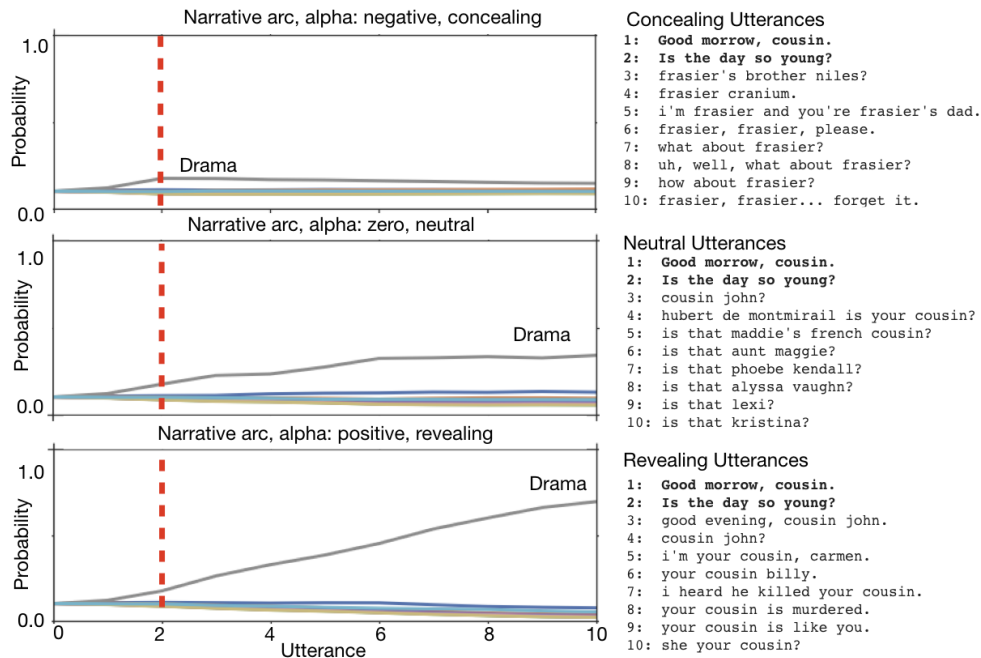 Narrative arc, alpha: negative, concealing
1.0
Probability
Drama
0.0
Concealing Utterances
1: Good morrow, cousin.
2: Is the day so young?
3: frasier's brother niles?
4: frasier cranium.
5: i'm frasier and you're frasier's dad.
6: frasier, frasier, please.
7: what about frasier?
8: uh, well, what about frasier?
9: how about frasier?
10: frasier, frasier... forget it.
Narrative arc, alpha: zero, neutral
1.0
Probability
Drama
0.0
Neutral Utterances
1: Good morrow, cousin.
2: Is the day so young?
3: cousin john?
4: hubert de montmirail is your cousin?
5: is that maddie's french cousin?
6: is that aunt maggie?
7: is that phoebe kendall?
8: is that alyssa vaughn?
9: is that lexi?
10: is that kristina?
Narrative arc, alpha: positive, revealing
1.0
Probability
Drama
0.0
0 2 4 6 8 10
Utterance
Revealing Utterances
1: Good morrow, cousin.
2: Is the day so young?
3: good evening, cousin john.
4: cousin john?
5: i'm your cousin, carmen.
6: your cousin billy.
7: i heard he killed your cousin.
8: your cousin is murdered.
9: your cousin is like you.
10: she your cousin?